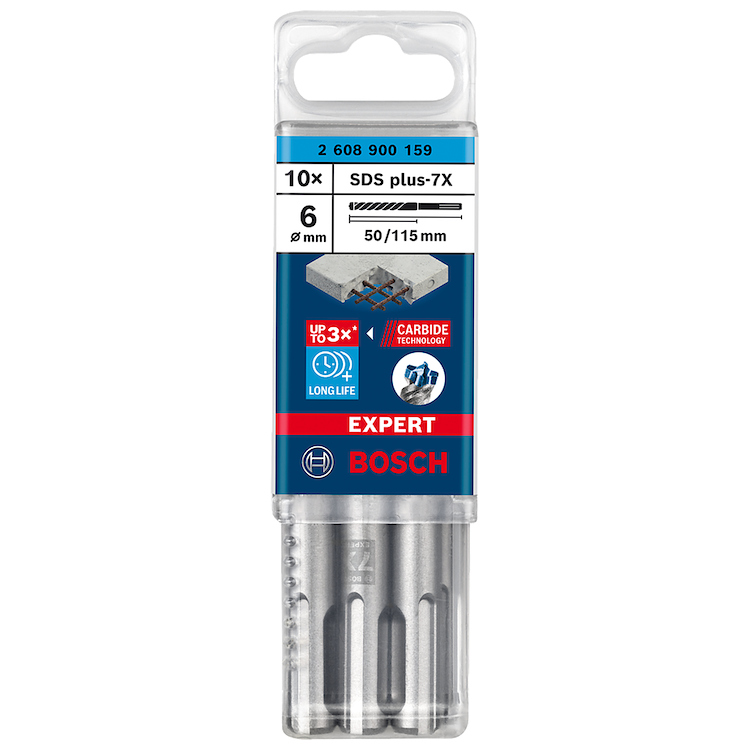 2 608 900 159
10× SDS plus-7X
6 50/115 mm
Ø mm
UP TO 3×* CARBIDE TECHNOLOGY
LONG LIFE
EXPERT
BOSCH
7X